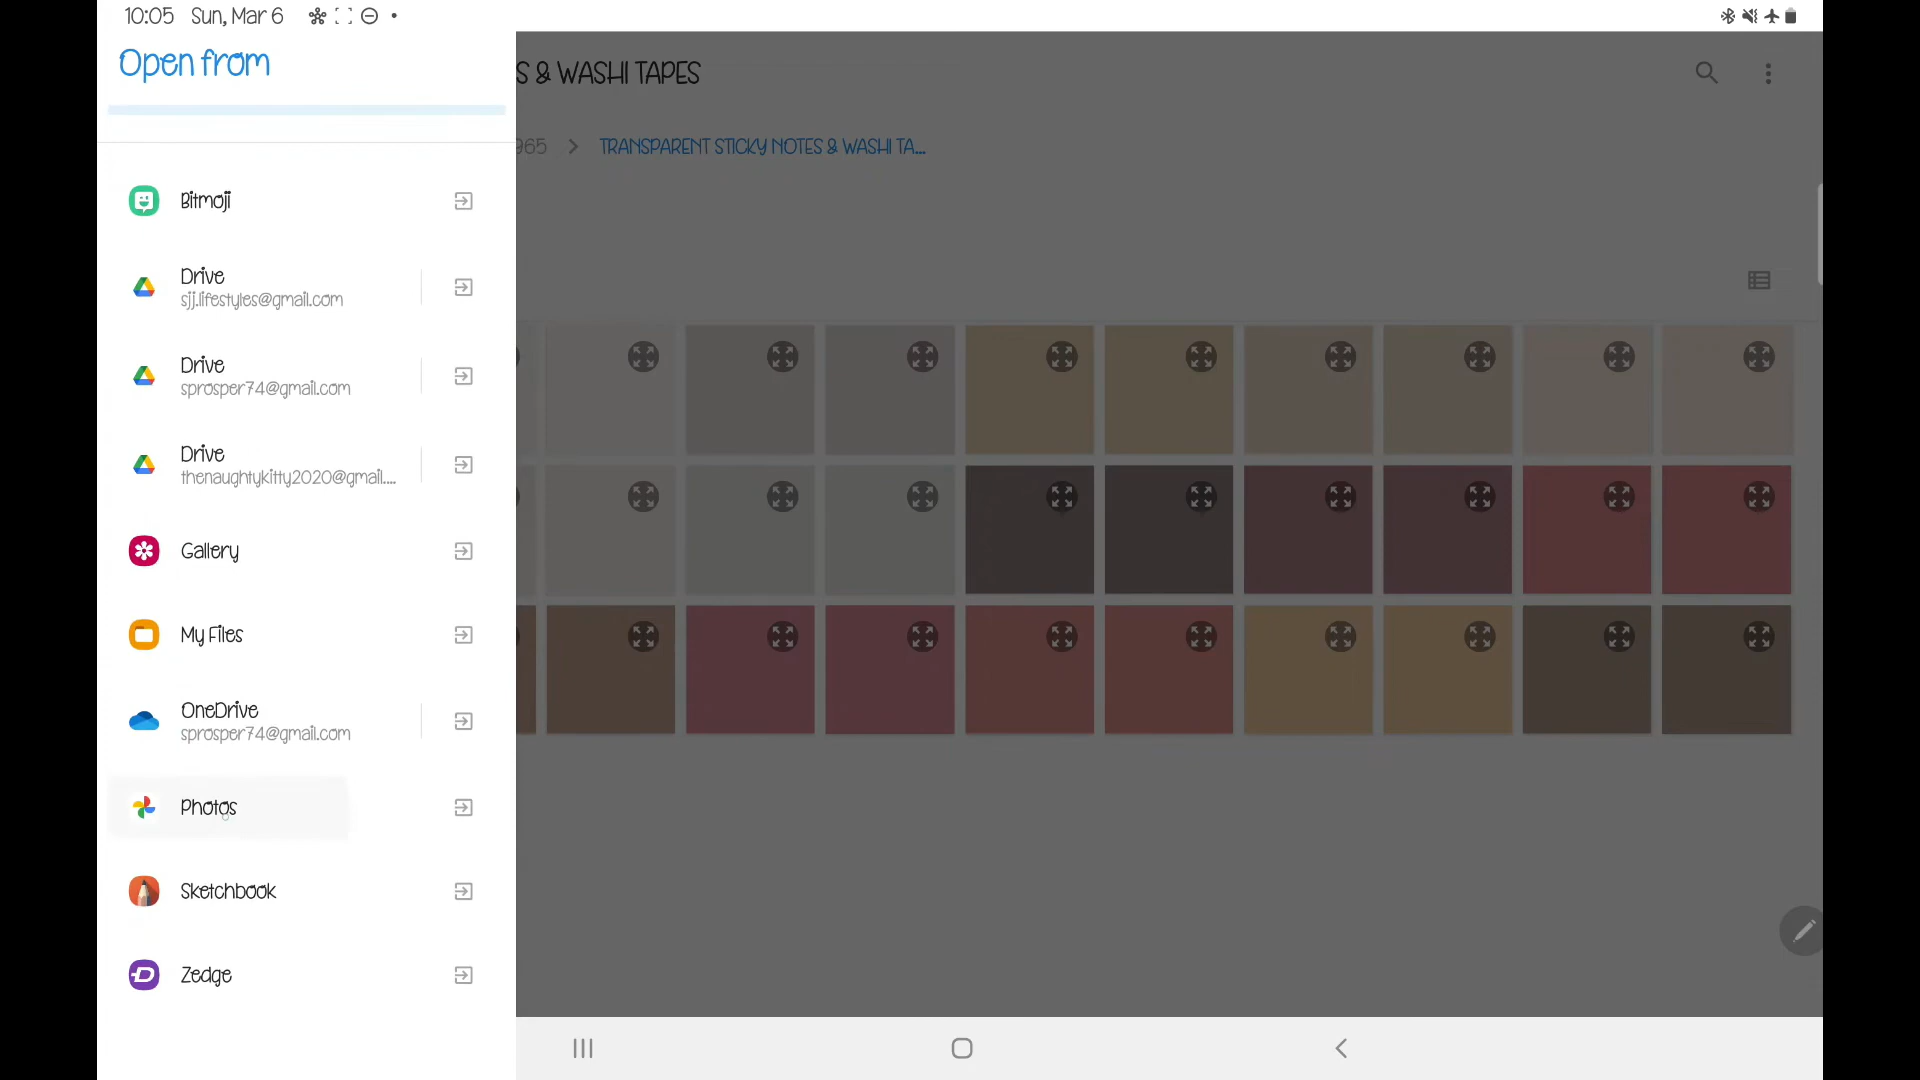 10:05 Sun, Mar 6
Open from
S & WASHI TAPES
965 > TRANSPARENT STICKY NOTES & WASHI TA...
Bitmoji
Drive
sjj.lifestyles@gmail.com
Drive
sprosper74@gmail.com
Drive
thenaughtykitty2020@gmail....
Gallery
My Files
OneDrive
sprosper74@gmail.com
Photos
Sketchbook
Zedge